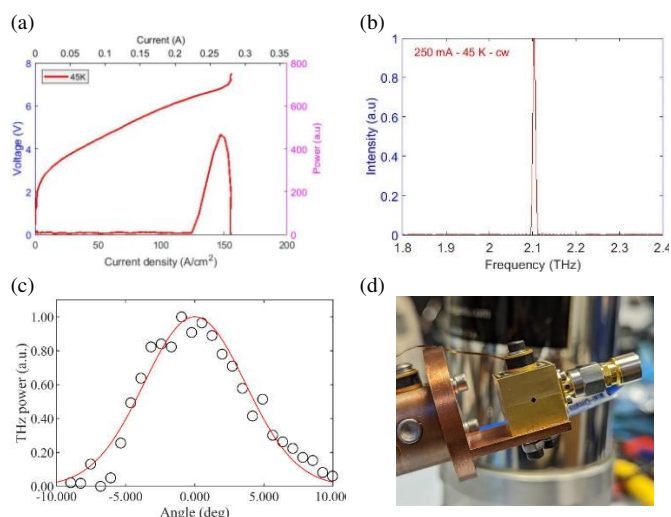 (a)
Current (A)
0 0.05 0.1 0.15 0.2 0.25 0.3 0.35
45K
8
6
4
2
0
Voltage (V)
800
600
400
200
0
Power (a.u)
0 50 100 150 200
Current density (A/cm²)
(b)
250 mA - 45 K - cw
1
0.8
0.6
0.4
0.2
0
Intensity (a.u)
1.8 1.9 2 2.1 2.2 2.3 2.4
Frequency (THz)
(c)
1.00
0.80
0.60
0.40
0.20
0.00
THz power (a.u.)
-10.000 -5.000 0.000 5.000 10.000
Angle (deg)
(d)